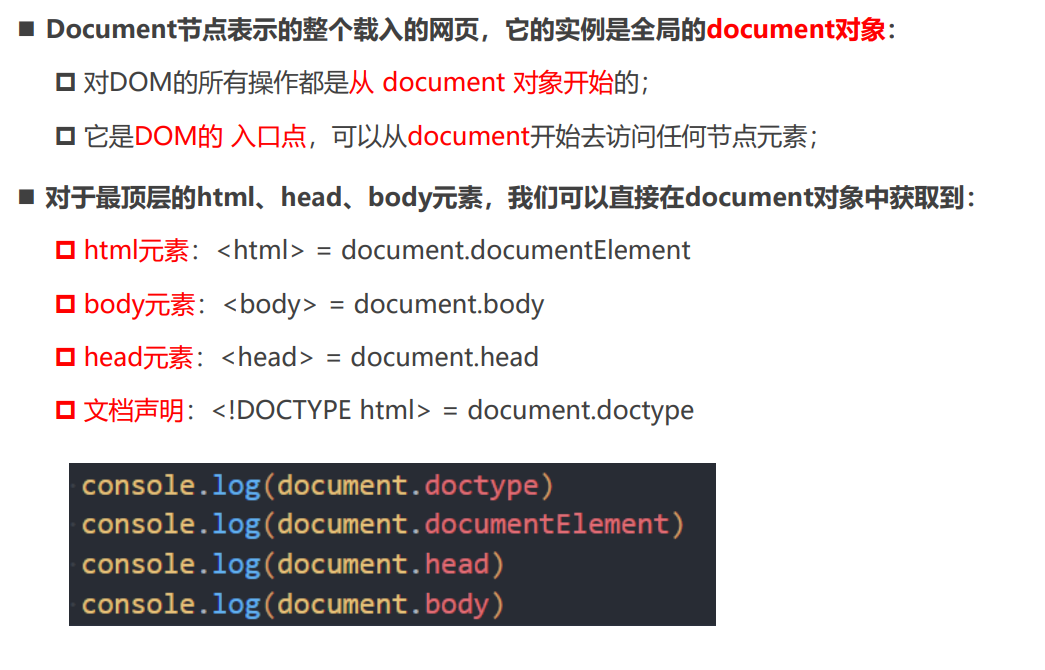 Document节点表示的整个载入的网页，它的实例是全局的document对象：
对DOM的所有操作都是从 document 对象开始的；
它是DOM的 入口点，可以从document开始去访问任何节点元素；
对于最顶层的html、head、body元素，我们可以直接在document对象中获取到：
html元素：<html> = document.documentElement
body元素：<body> = document.body
head元素：<head> = document.head
文档声明：<!DOCTYPE html> = document.doctype
console.log(document.doctype)
console.log(document.documentElement)
console.log(document.head)
console.log(document.body)